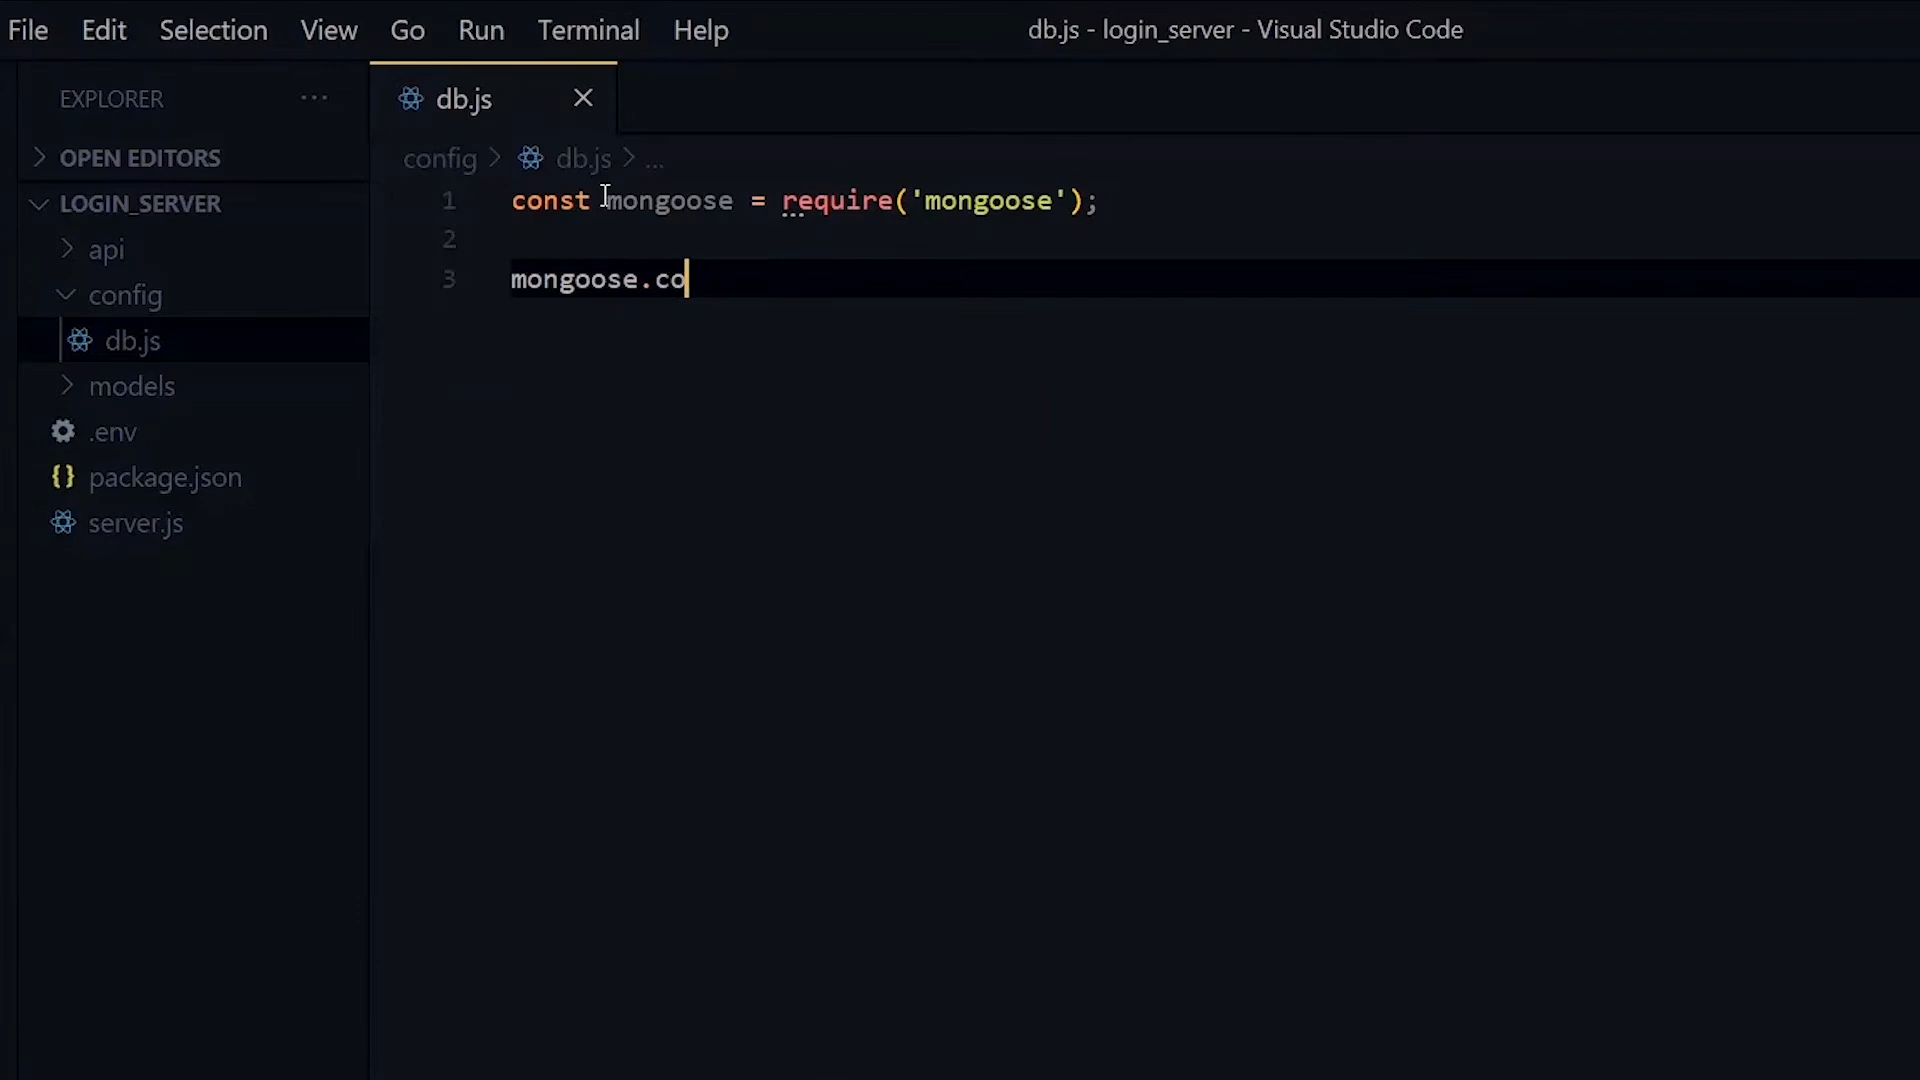 File Edit Selection View Go Run Terminal Help db.js - login_server - Visual Studio Code
EXPLORER ...
OPEN EDITORS
LOGIN_SERVER
api
config
db.js
models
.env
package.json
server.js
db.js
config > db.js > ...
1 const mongoose = require('mongoose');
2
3 mongoose.co